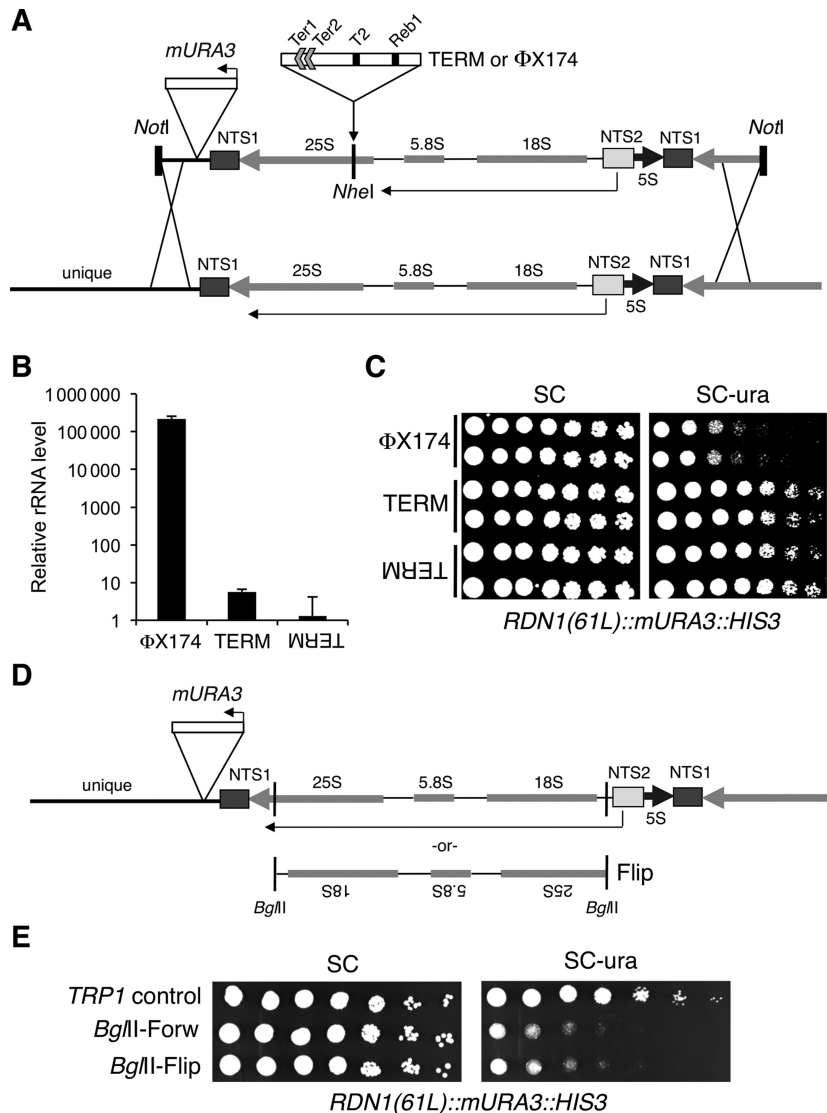 A
mURA3
Ter1
Ter2
T2
Reb1
TERM or ΦX174
NotI
NTS1
25S
5.8S
18S
NTS2
NTS1
NotI
NheI
5S
unique
NTS1
25S
5.8S
18S
NTS2
NTS1
5S
B
Relative rRNA level
1 000 000
100 000
10 000
1000
100
10
1
ΦX174
TERM
TERM
C
SC
SC-ura
ΦX174
TERM
TERM
RDN1(61L)::mURA3::HIS3
D
mURA3
unique
NTS1
25S
5.8S
18S
NTS2
NTS1
5S
-or-
Flip
18S
5.8S
25S
BglII
BglII
E
SC
SC-ura
TRP1 control
BglII-Forw
BglII-Flip
RDN1(61L)::mURA3::HIS3